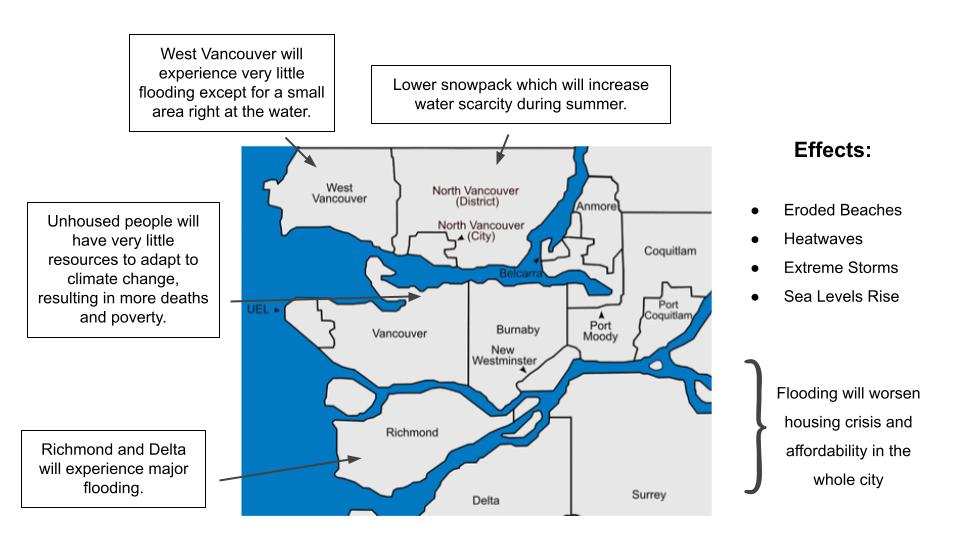 West Vancouver will
experience very little
flooding except for a small
area right at the water.
Lower snowpack which will increase
water scarcity during summer.
Effects:
Eroded Beaches
Heatwaves
Extreme Storms
Sea Levels Rise
Unhoused people will
have very little
resources to adapt to
climate change,
resulting in more deaths
and poverty.
West
Vancouver
North Vancouver
(District)
North Vancouver
(City)
Anmore
Coquitlam
Belcarra
UEL
Vancouver
Burnaby
Port
Moody
Port
Coquitlam
New
Westminster
Flooding will worsen
housing crisis and
affordability in the
whole city
Richmond and Delta
will experience major
flooding.
Richmond
Delta
Surrey